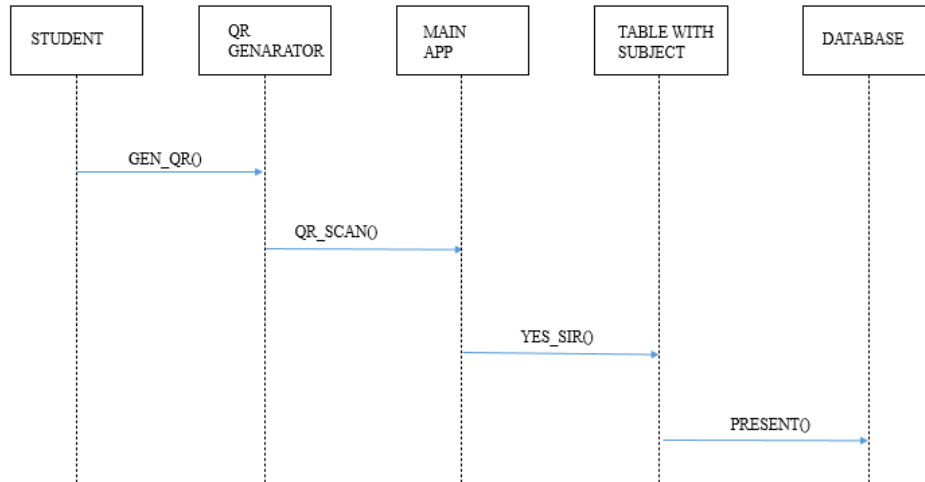 STUDENT
QR
GENARATOR
MAIN
APP
TABLE WITH
SUBJECT
DATABASE
GEN_QR()
QR_SCAN()
YES_SIR()
PRESENT()